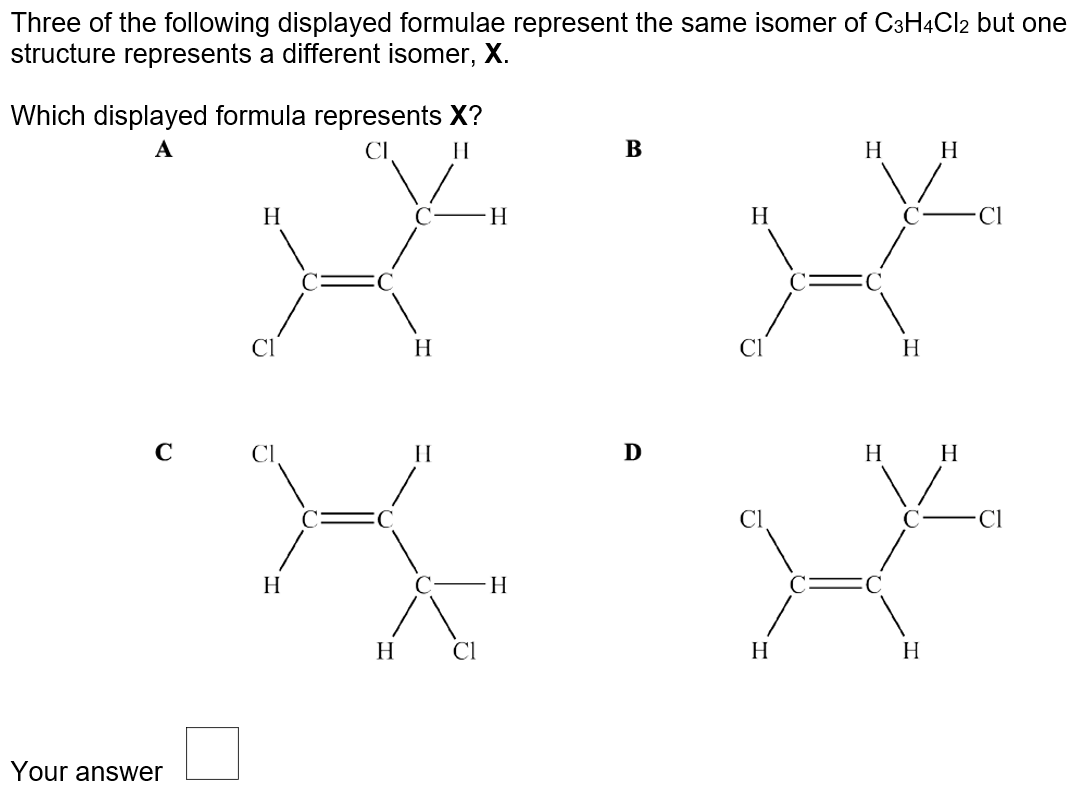 Three of the following displayed formulae represent the same isomer of C3H4Cl2 but one
structure represents a different isomer, X.
Which displayed formula represents X?
A Cl H B H H
H C H H C Cl
C C C C
Cl H Cl H
C Cl H D H H
C C Cl C Cl
H C H C C
H Cl H H
Your answer